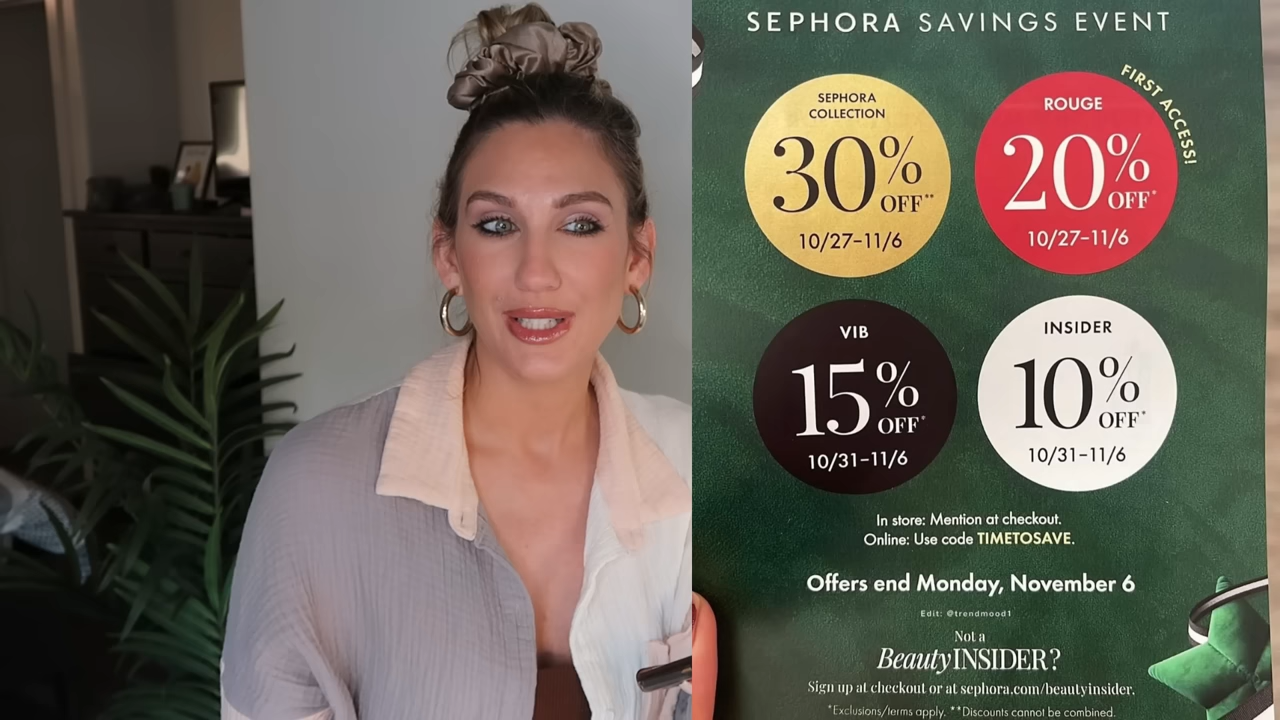 SEPHORA SAVINGS EVENT
SEPHORA
COLLECTION
30%
OFF**
10/27–11/6
FIRST ACCESS!
ROUGE
20%
OFF*
10/27–11/6
VIB
15%
OFF*
10/31–11/6
INSIDER
10%
OFF*
10/31–11/6
In store: Mention at checkout.
Online: Use code TIMETOSAVE.
Offers end Monday, November 6
Edit: @trendmood1
Not a
Beauty INSIDER?
Sign up at checkout or at sephora.com/beautyinsider.
*Exclusions/terms apply. **Discounts cannot be combined.